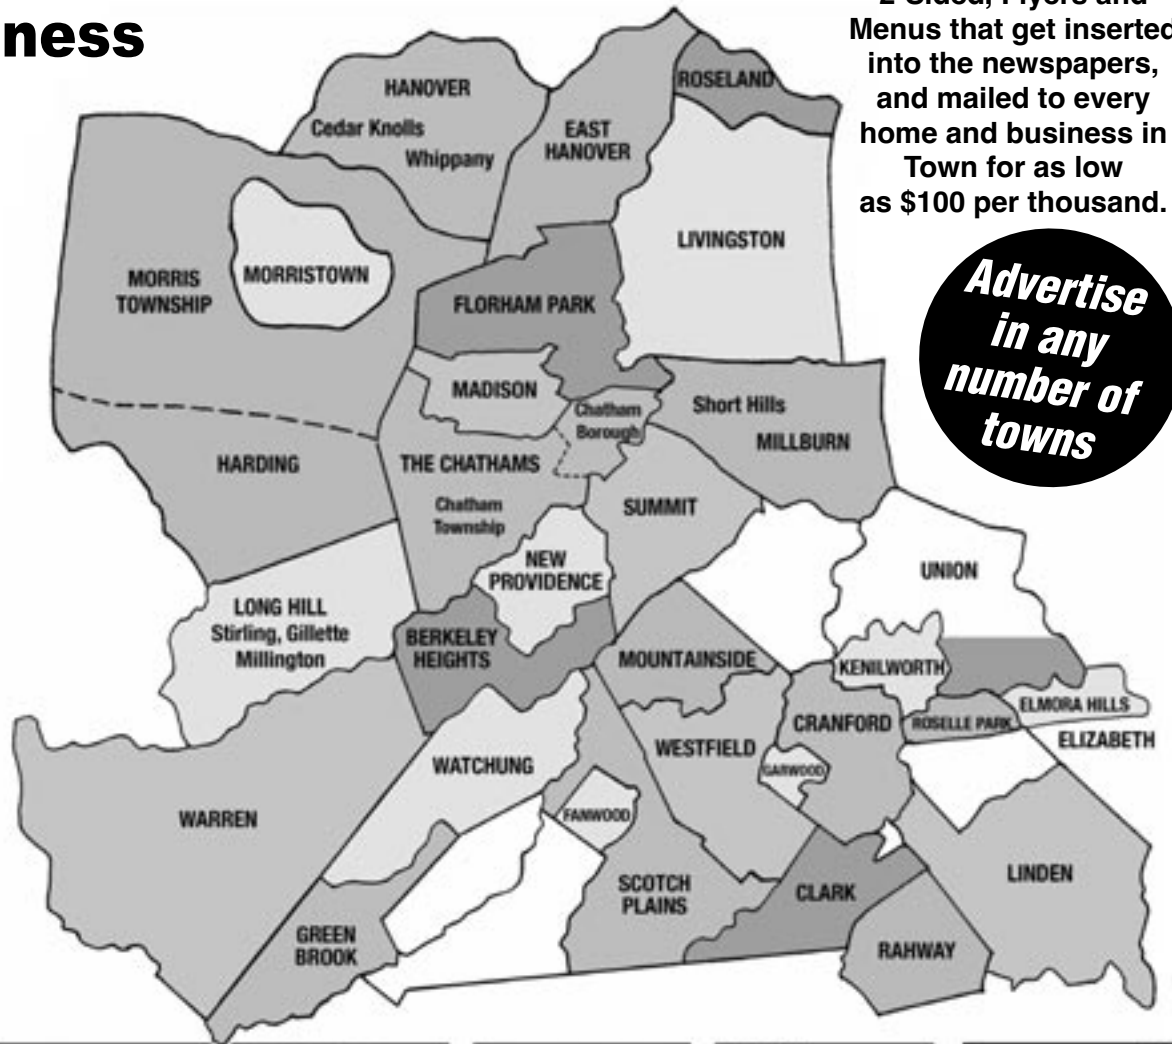 ness
2-Sided, Flyers and
Menus that get inserted
into the newspapers,
and mailed to every
home and business in
Town for as low
as $100 per thousand.
Advertise
in any
number of
towns
HANOVER
Cedar Knolls
Whippany
EAST
HANOVER
ROSELAND
LIVINGSTON
MORRIS
TOWNSHIP
MORRISTOWN
FLORHAM PARK
MADISON
Chatham
Borough
Short Hills
MILLBURN
HARDING
THE CHATHAMS
Chatham
Township
SUMMIT
NEW
PROVIDENCE
UNION
LONG HILL
Stirling, Gillette
Millington
BERKELEY
HEIGHTS
MOUNTAINSIDE
KENILWORTH
ELMORA HILLS
ROSELLE PARK
ELIZABETH
CRANFORD
WESTFIELD
GARWOOD
WATCHUNG
WARREN
FANWOOD
SCOTCH
PLAINS
CLARK
LINDEN
GREEN
BROOK
RAHWAY